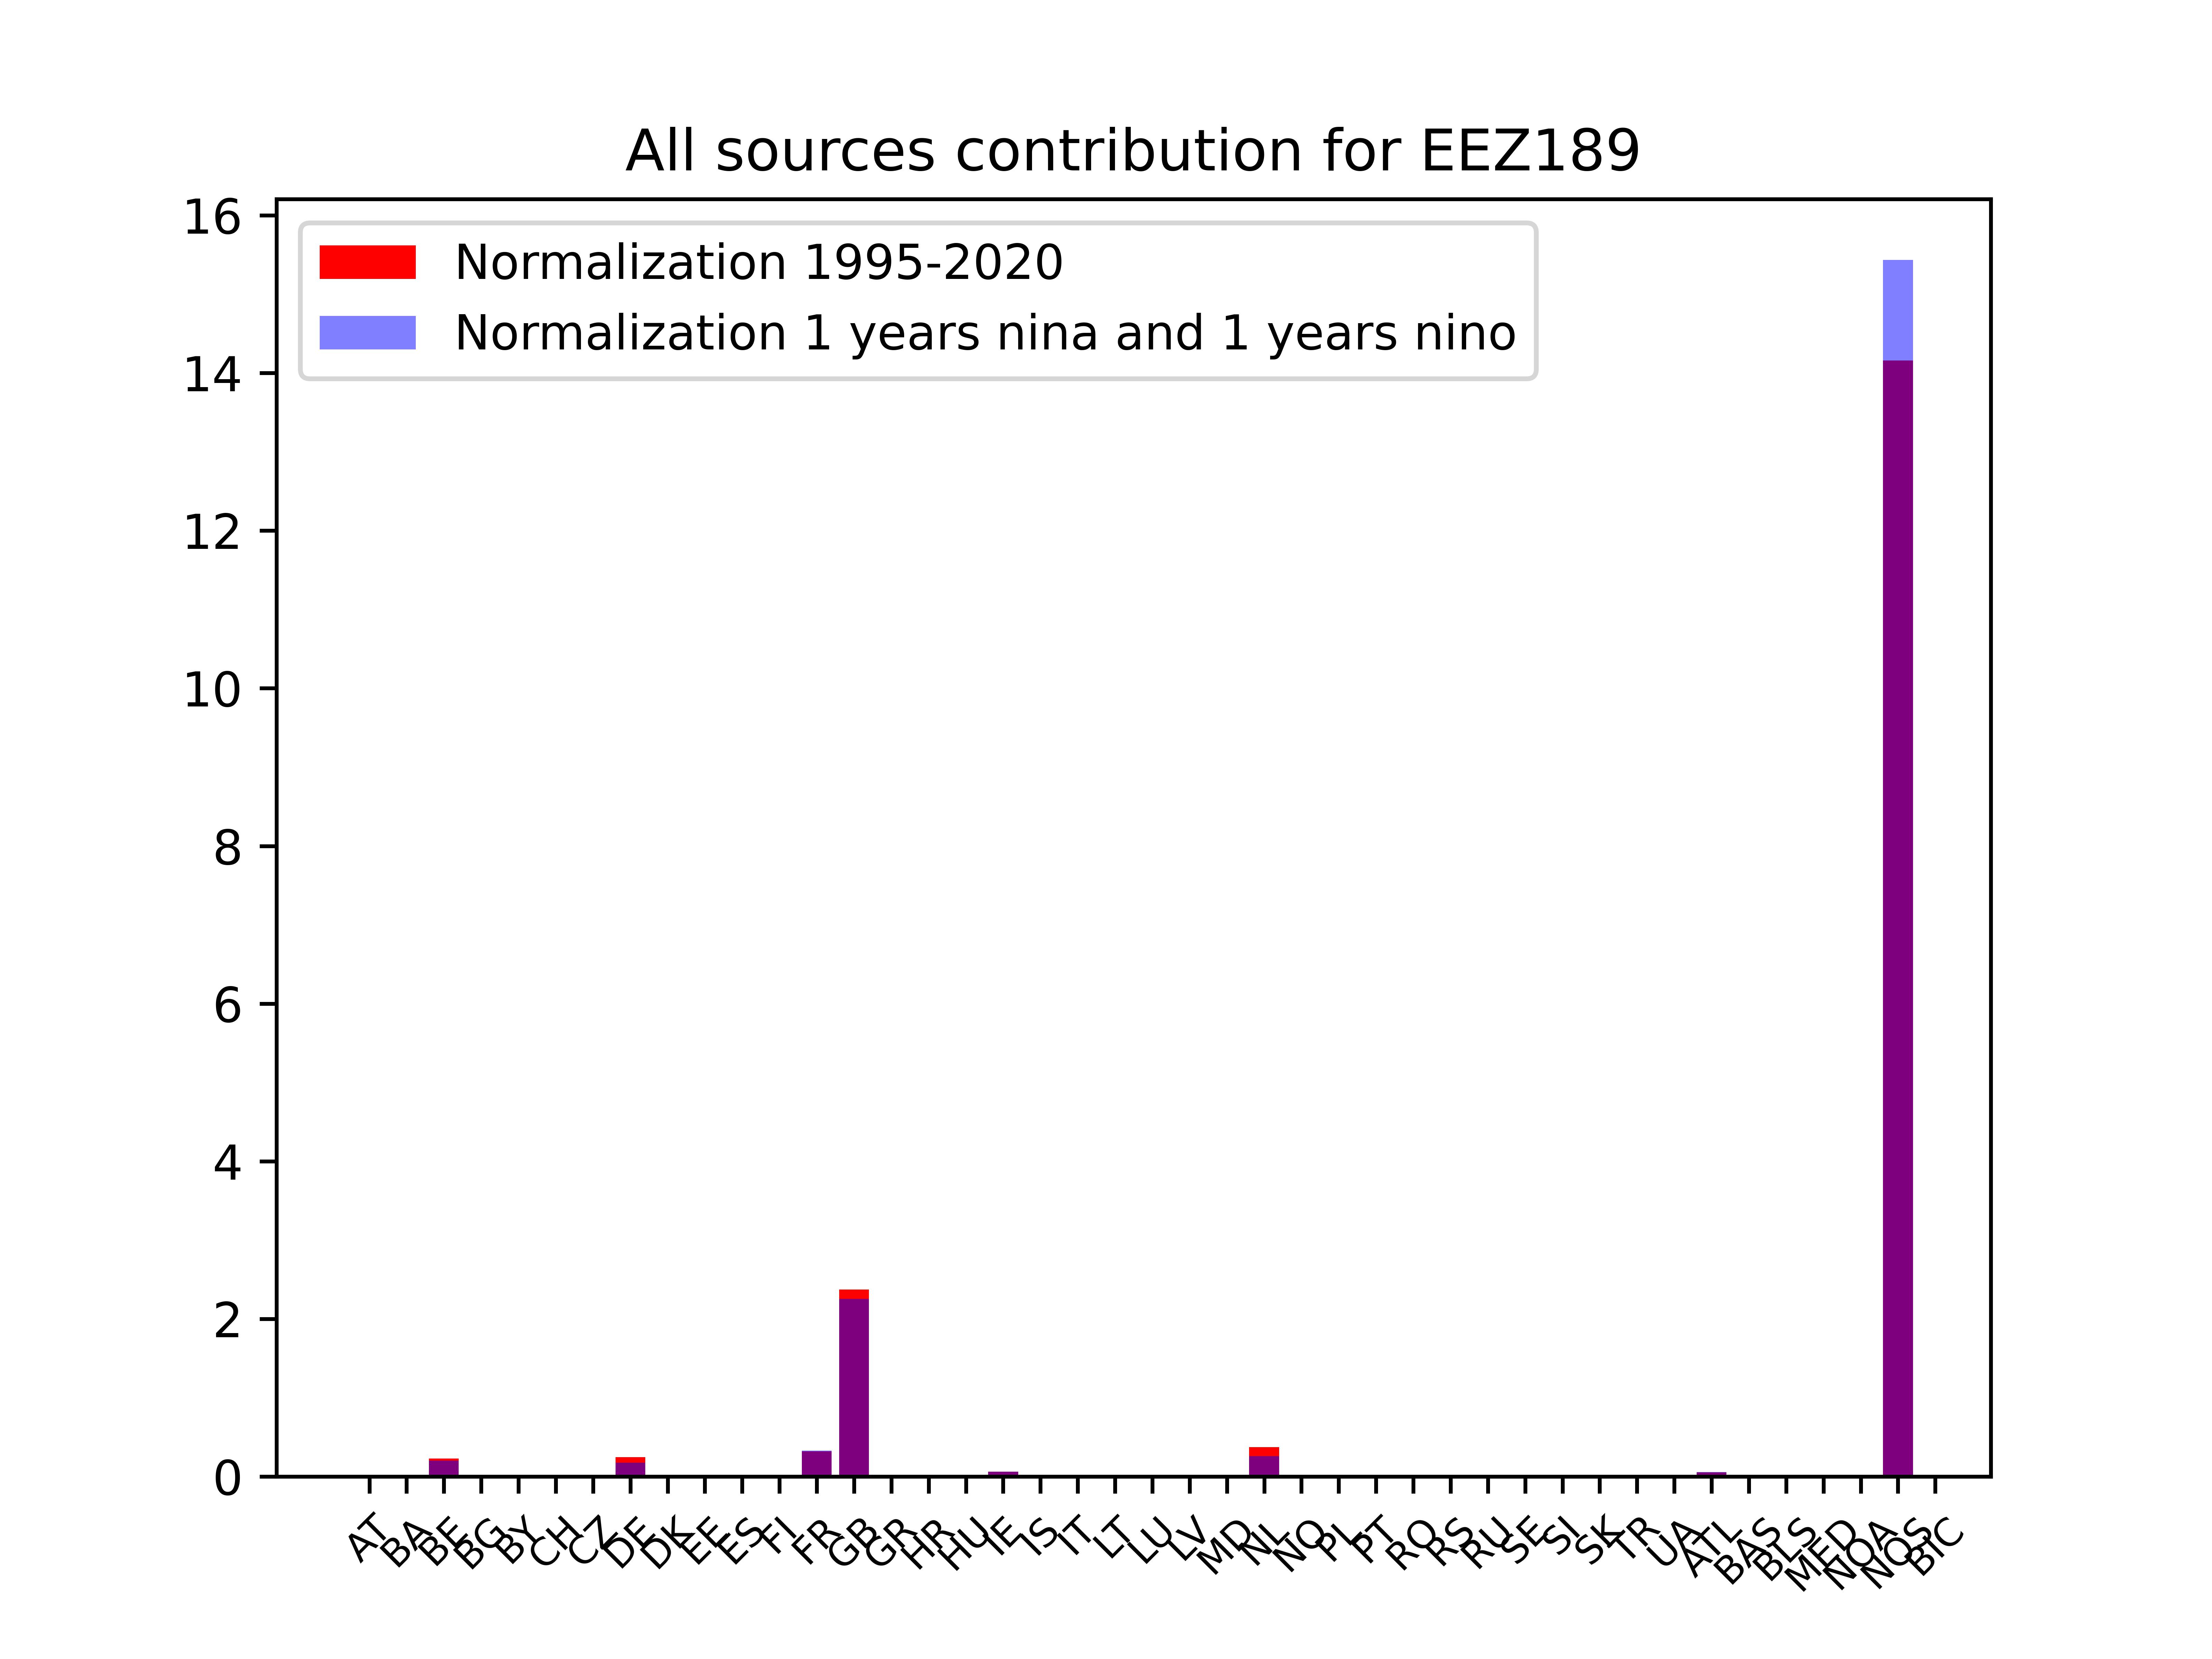 All sources contribution for EEZ189
Normalization 1995-2020
Normalization 1 years nina and 1 years nino
16
14
12
10
8
6
4
2
0
AT BA BE BG BY CH CZ DE DK EE ES FI FR GB GR HR HU IE IS IT LT LU LV MD NL NO PL PT RO RS RU SE SI SK TR UA ATL BAS BLS MED NOA NOS BIC